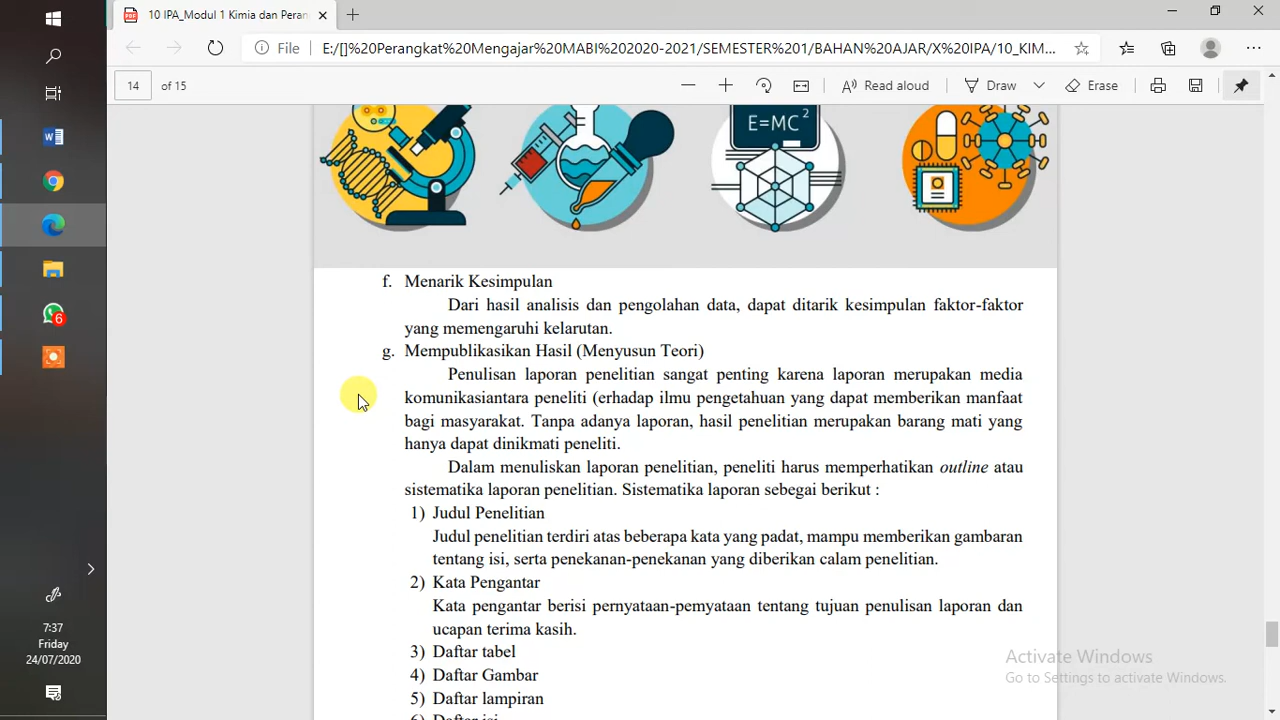 10 IPA_Modul 1 Kimia dan Peran
File
E:/[]%20Perangkat%20Mengajar%20MABI%202020-2021/SEMESTER%201/BAHAN%20AJAR/X%20IPA/10_KIM...
14 of 15
Read aloud
Draw
Erase
E=MC²
f. Menarik Kesimpulan
Dari hasil analisis dan pengolahan data, dapat ditarik kesimpulan faktor-faktor
yang memengaruhi kelarutan.
g. Mempublikasikan Hasil (Menyusun Teori)
Penulisan laporan penelitian sangat penting karena laporan merupakan media
komunikasiantara peneliti (erhadap ilmu pengetahuan yang dapat memberikan manfaat
bagi masyarakat. Tanpa adanya laporan, hasil penelitian merupakan barang mati yang
hanya dapat dinikmati peneliti.
Dalam menuliskan laporan penelitian, peneliti harus memperhatikan outline atau
sistematika laporan penelitian. Sistematika laporan sebegai berikut :
1) Judul Penelitian
Judul penelitian terdiri atas beberapa kata yang padat, mampu memberikan gambaran
tentang isi, serta penekanan-penekanan yang diberikan calam penelitian.
2) Kata Pengantar
Kata pengantar berisi pernyataan-pemyataan tentang tujuan penulisan laporan dan
ucapan terima kasih.
3) Daftar tabel
4) Daftar Gambar
5) Daftar lampiran
6) Daftar isi
Activate Windows
Go to Settings to activate Windows.
6
7:37
Friday
24/07/2020